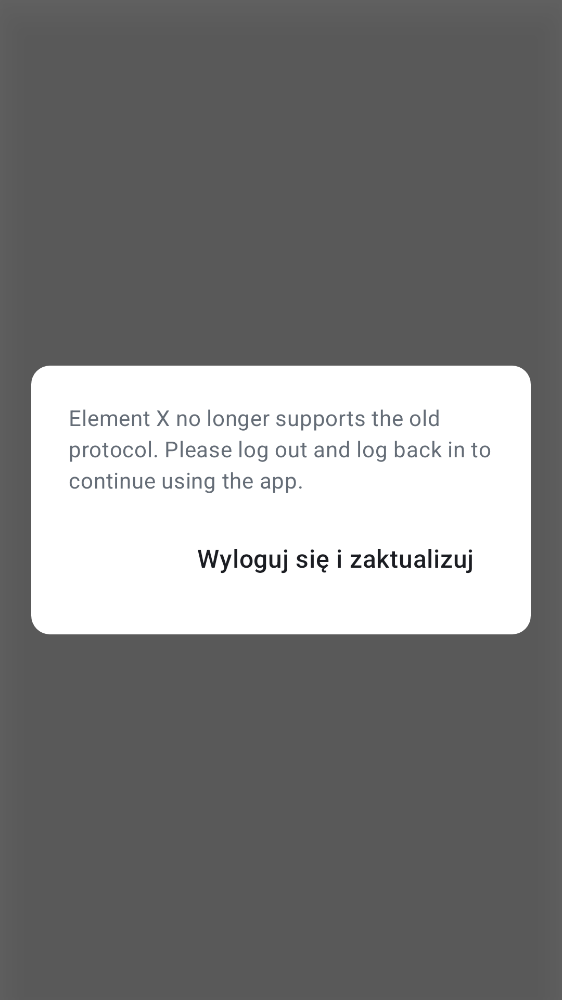 Element X no longer supports the old
protocol. Please log out and log back in to
continue using the app.
Wyloguj się i zaktualizuj